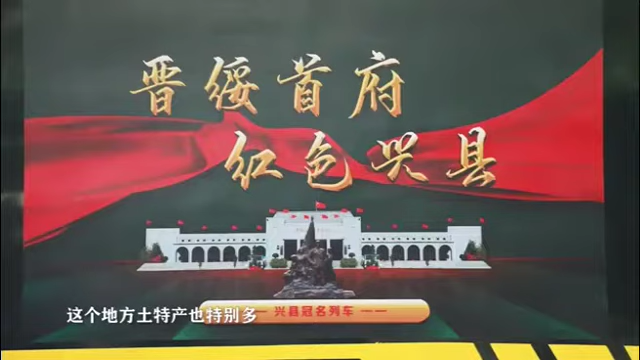 晋绥首府
红色兴县
兴县冠名列车
这个地方土特产也特别多